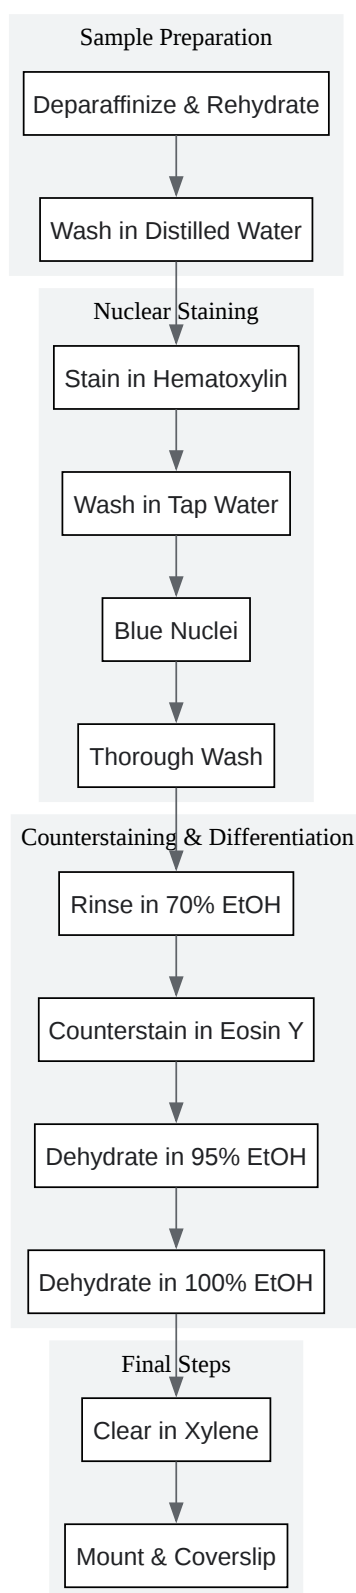 Sample Preparation
Deparaffinize & Rehydrate
Wash in Distilled Water
Nuclear Staining
Stain in Hematoxylin
Wash in Tap Water
Blue Nuclei
Thorough Wash
Counterstaining & Differentiation
Rinse in 70% EtOH
Counterstain in Eosin Y
Dehydrate in 95% EtOH
Dehydrate in 100% EtOH
Final Steps
Clear in Xylene
Mount & Coverslip